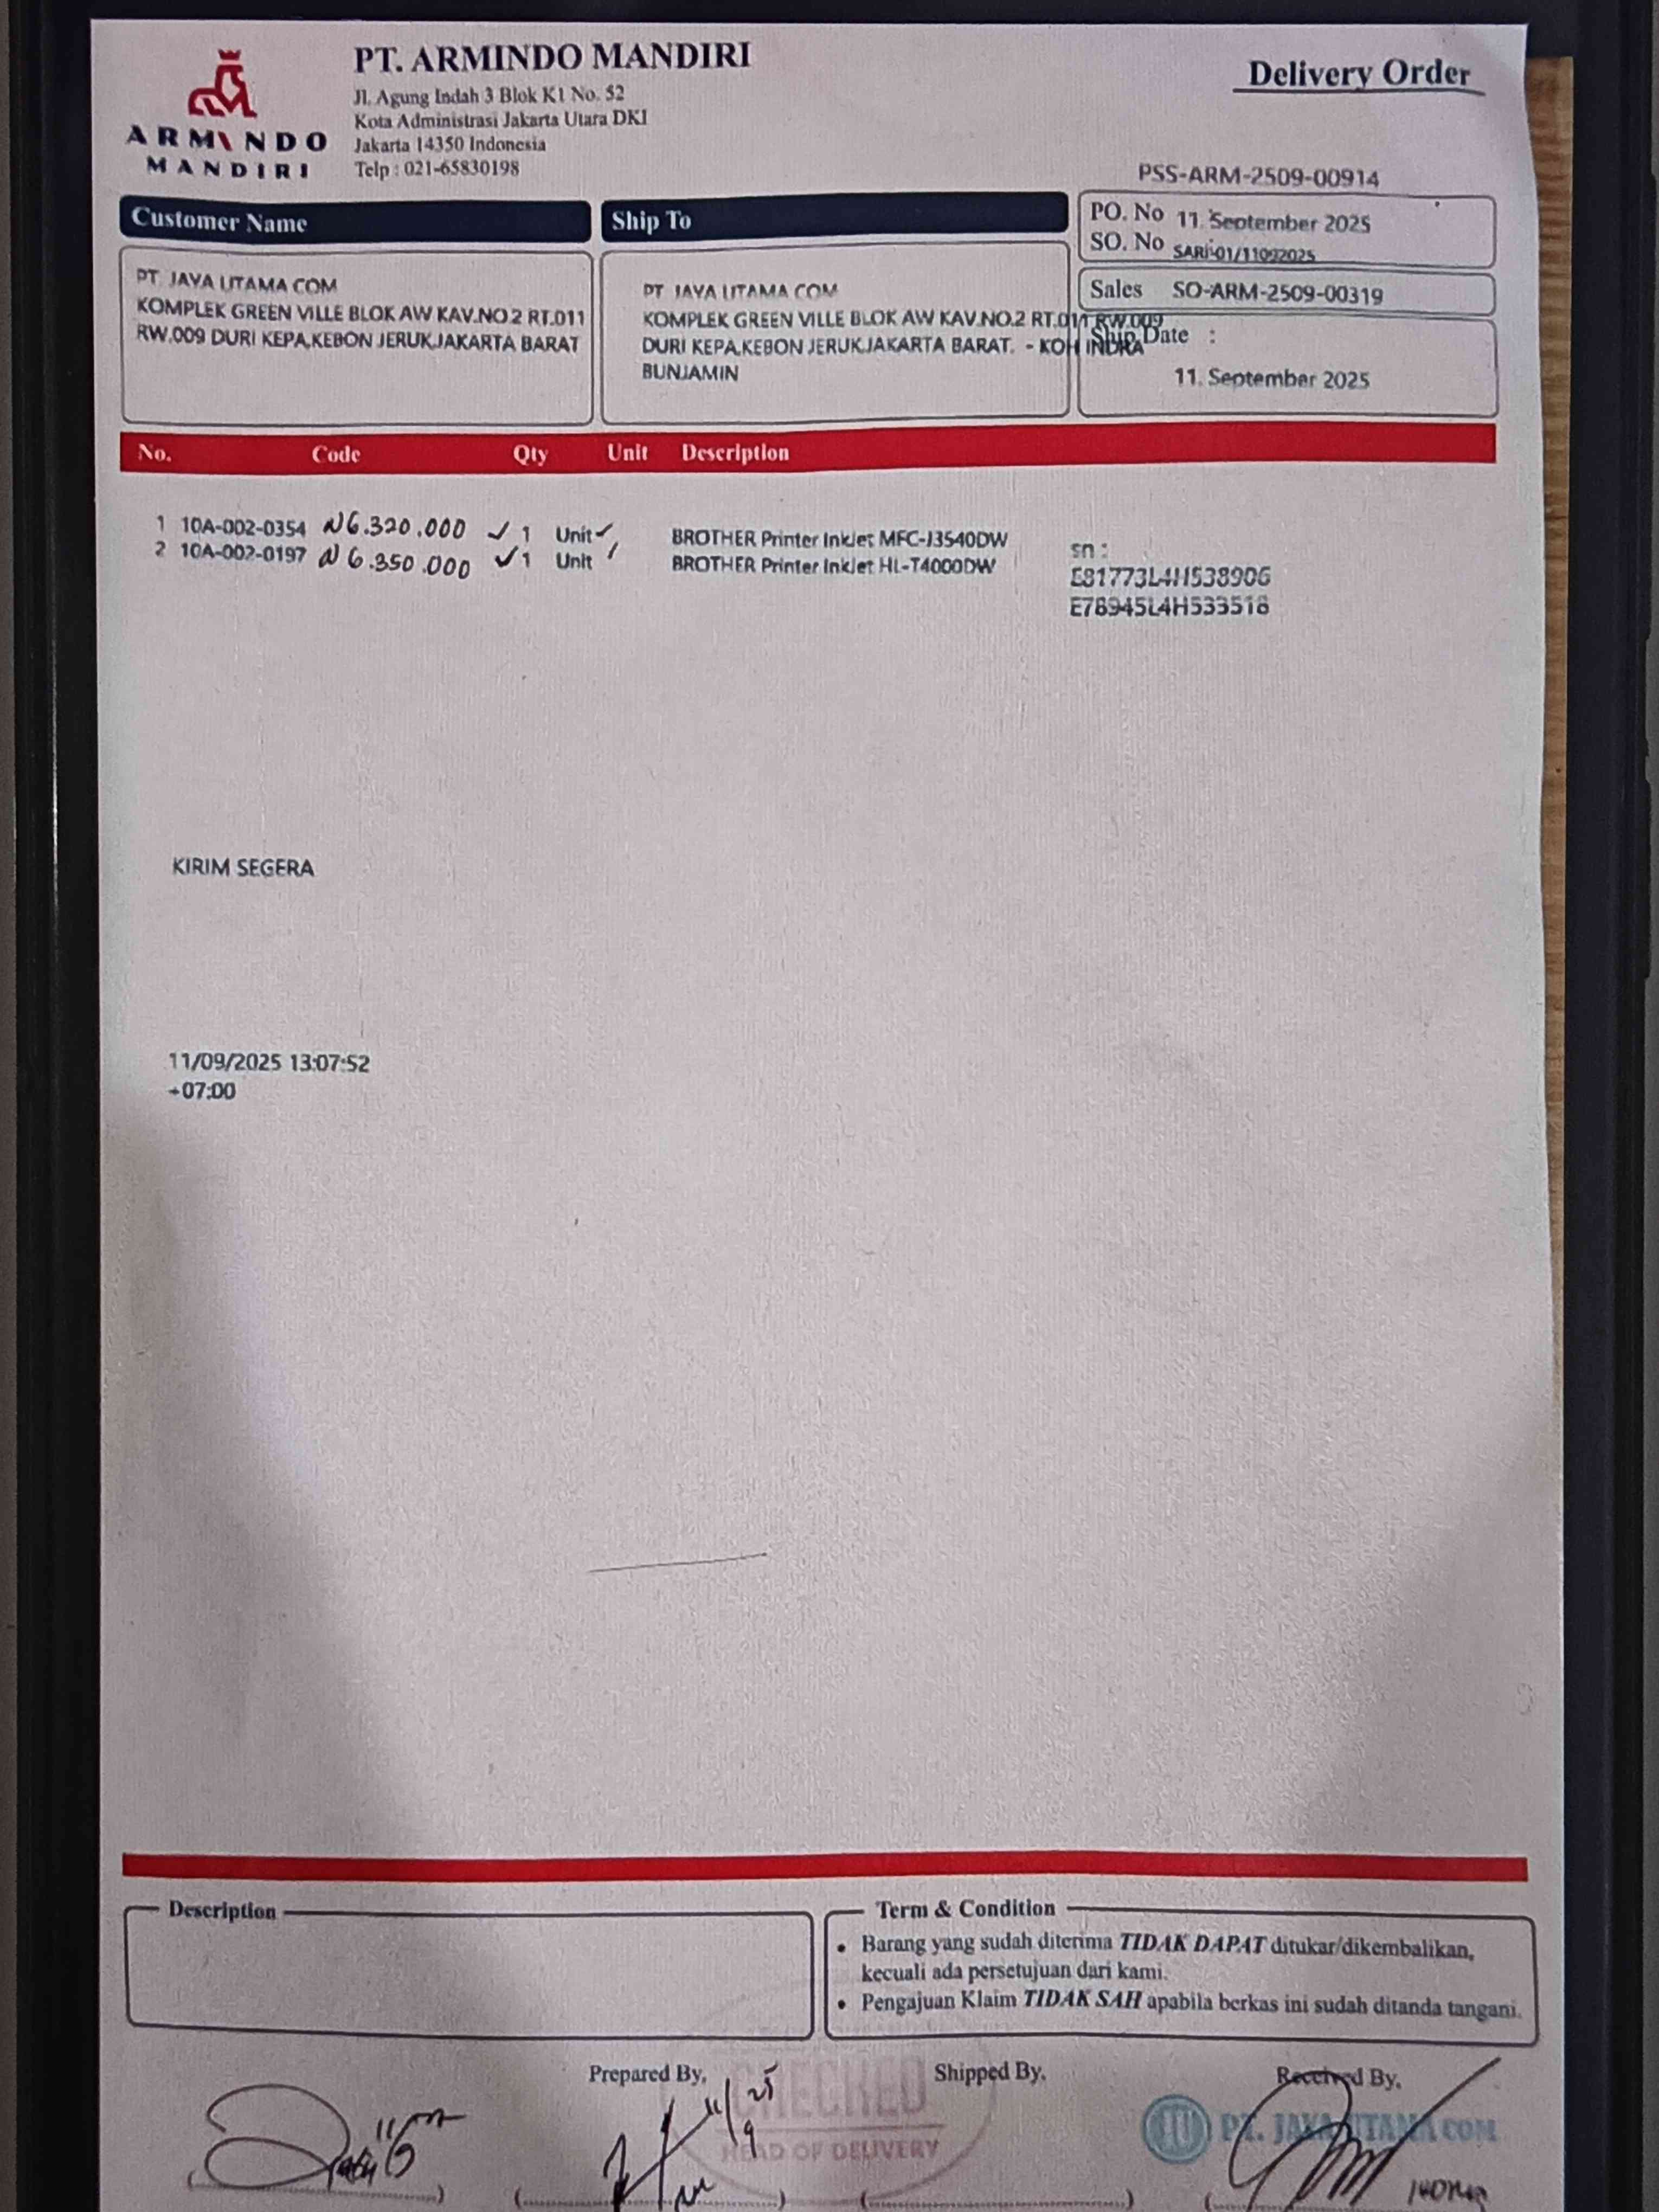 ARMINDO
MANDIRI
PT. ARMINDO MANDIRI
Jl. Agung Indah 3 Blok K1 No. 52
Kota Administrasi Jakarta Utara DKI
Jakarta 14350 Indonesia
Telp : 021-65830198
Delivery Order
PSS-ARM-2509-00914
Customer Name
PT. JAYA UTAMA COM
KOMPLEK GREEN VILLE BLOK AW KAV.NO.2 RT.011
RW.009 DURI KEPA,KEBON JERUK,JAKARTA BARAT
Ship To
PT. JAYA UTAMA COM
KOMPLEK GREEN VILLE BLOK AW KAV.NO.2 RT.011 RW.009
DURI KEPA,KEBON JERUK,JAKARTA BARAT. - KOH INDRA
BUNJAMIN
PO. No 11. September 2025
SO. No SARI-01/11092025
Sales SO-ARM-2509-00319
Ship Date :
11. September 2025
No. Code Qty Unit Description
1 10A-002-0354 6.320.000 ✓ 1 Unit ✓ BROTHER Printer InkJet MFC-J3540DW
2 10A-002-0197 6.350.000 ✓ 1 Unit BROTHER Printer InkJet HL-T4000DW
sn :
E81773L4H538906
E78945L4H533518
KIRIM SEGERA
11/09/2025 13:07:52
+07:00
Description
Term & Condition
• Barang yang sudah diterima TIDAK DAPAT ditukar/dikembalikan,
kecuali ada persetujuan dari kami.
• Pengajuan Klaim TIDAK SAH apabila berkas ini sudah ditanda tangani.
Prepared By,
Shipped By,
Received By,
CHECKED
HEAD OF DELIVERY
11/9 25
PT. JAYA UTAMA COM